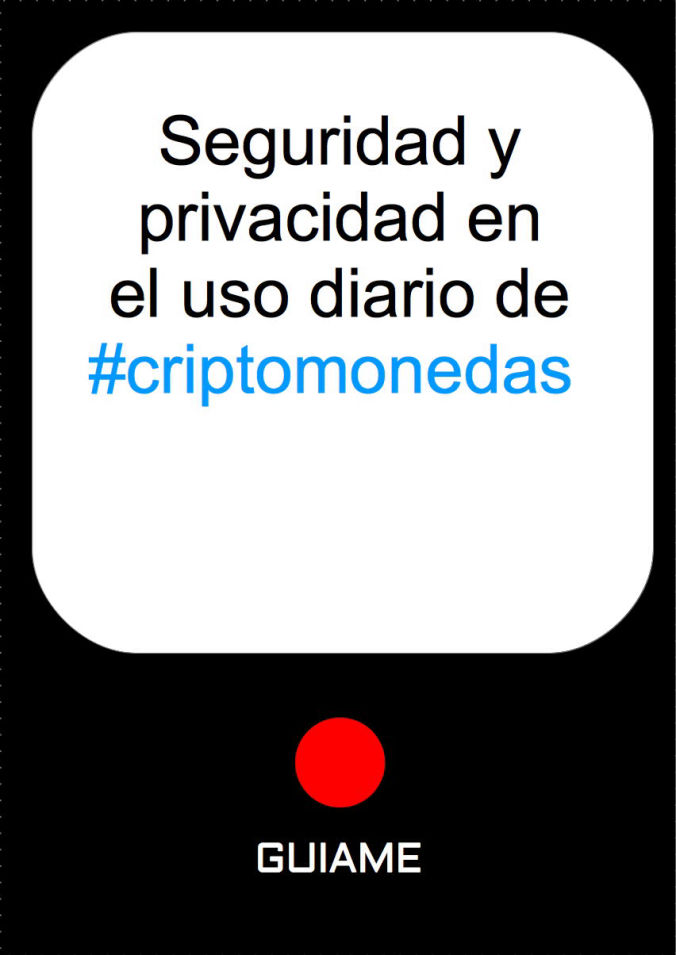 Seguridad y
privacidad en
el uso diario de
#criptomonedas
GUIAME